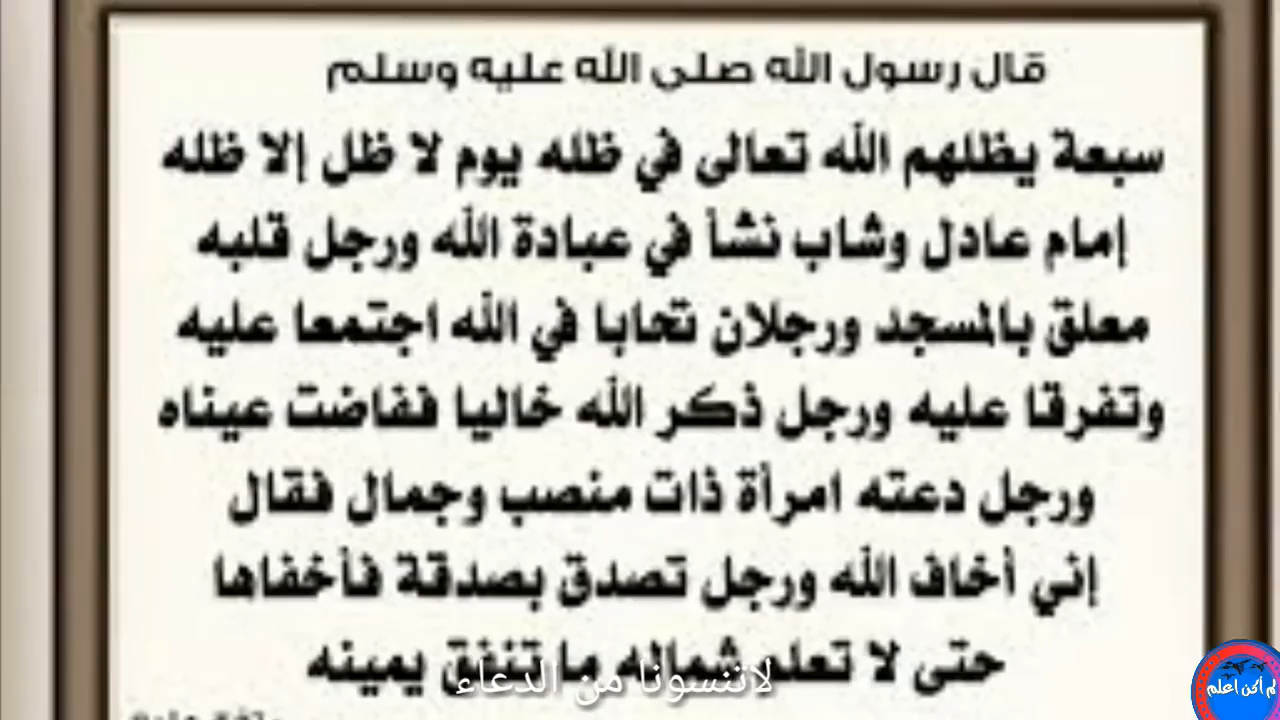 قال رسول الله صلى الله عليه وسلم
سبعة يظلهم الله تعالى في ظله يوم لا ظل إلا ظله
إمام عادل وشاب نشأ في عبادة الله ورجل قلبه
معلق بالمسجد ورجلان تحابا في الله اجتمعا عليه
وتفرقا عليه ورجل ذكر الله خاليا ففاضت عيناه
ورجل دعته امرأة ذات منصب وجمال فقال
إني أخاف الله ورجل تصدق بصدقة فأخفاها
حتى لا تعلم شماله ما تنفق يمينه
لاتنسونا من الدعاء
لم أكن أعلم